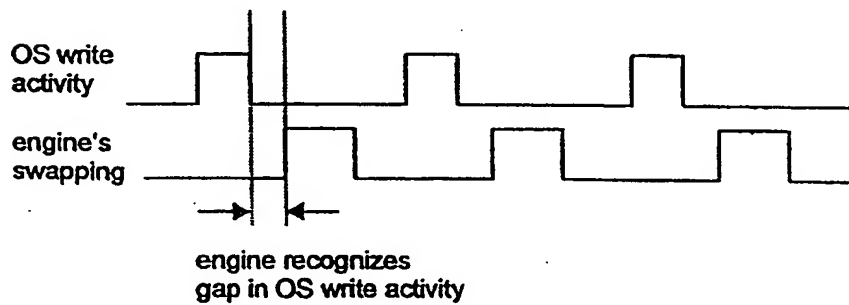 OS write
activity
engine's
swapping
engine recognizes
gap in OS write activity